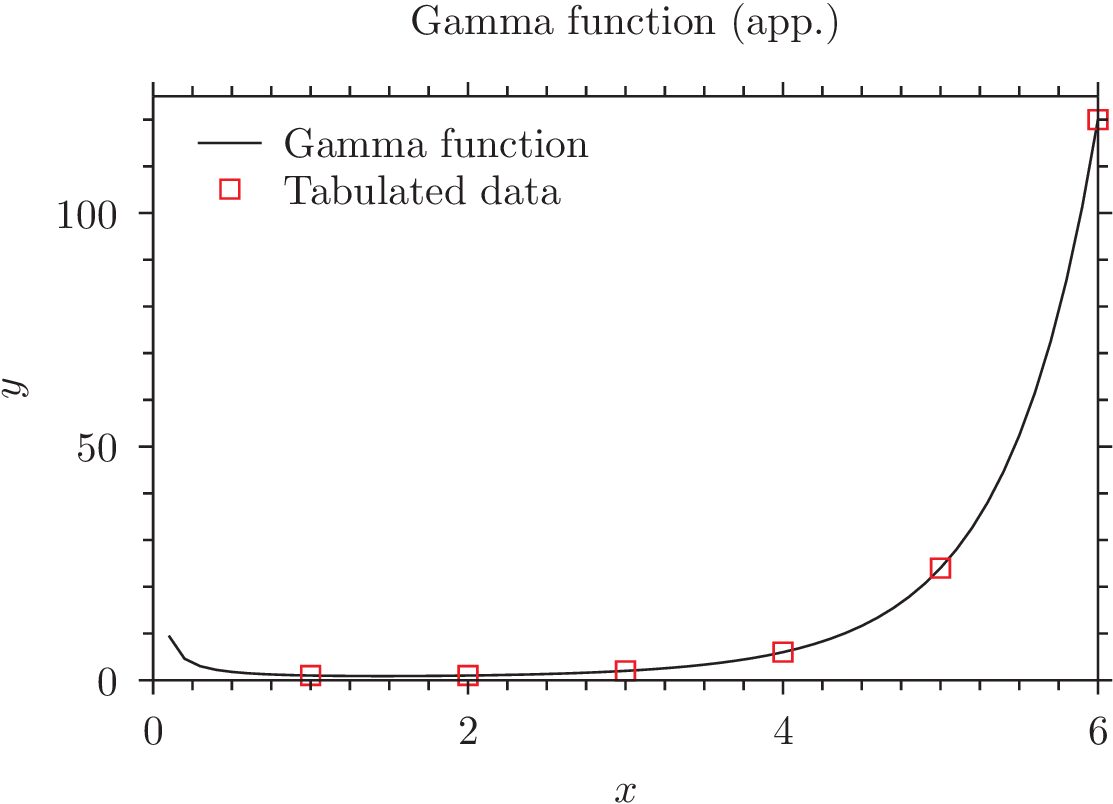 Gamma function (app.)
Gamma function
Tabulated data
100
50
0
y
0 2 4 6
x